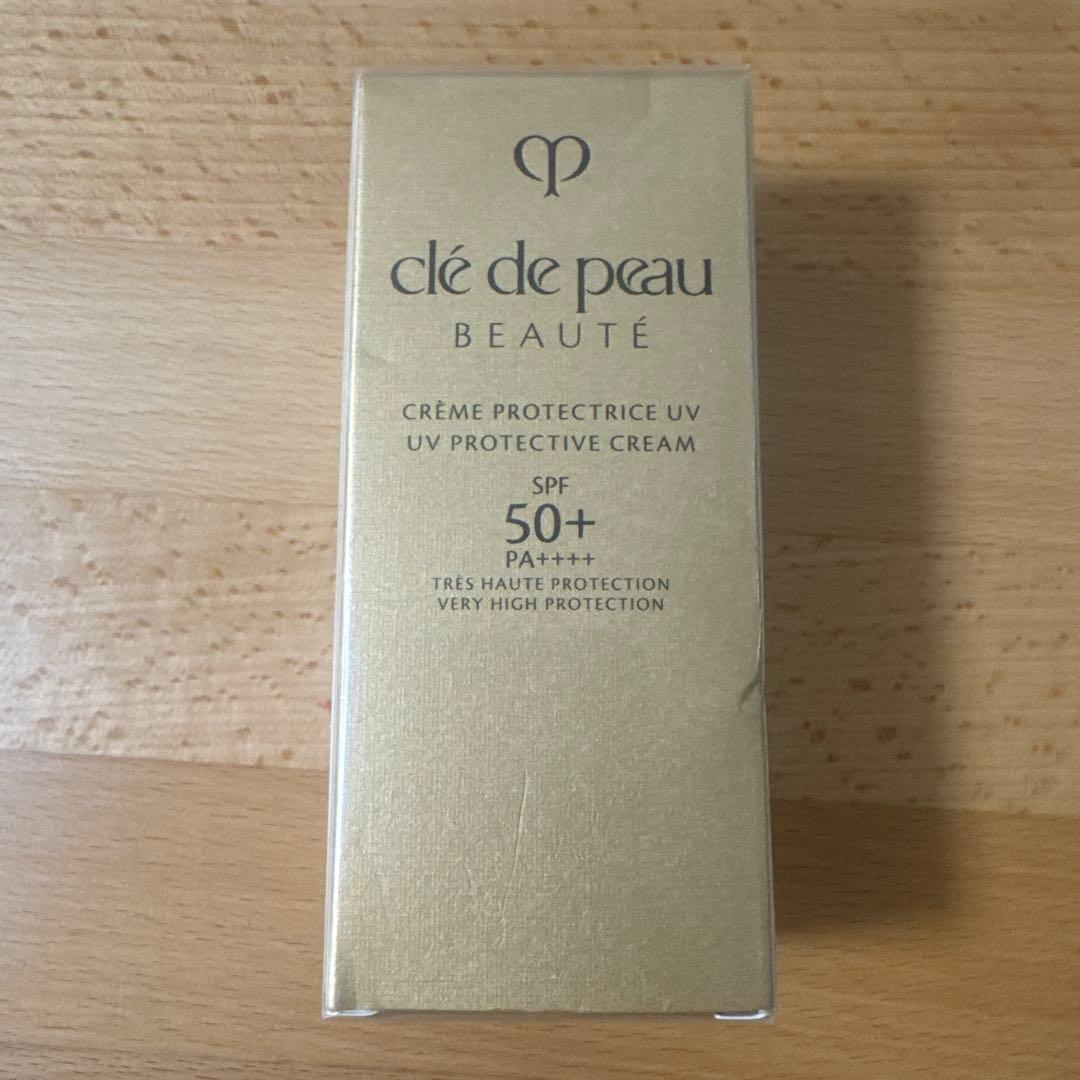 clé de peau
BEAUTÉ
CRÈME PROTECTRICE UV
UV PROTECTIVE CREAM
SPF
50+
PA++++
TRÈS HAUTE PROTECTION
VERY HIGH PROTECTION